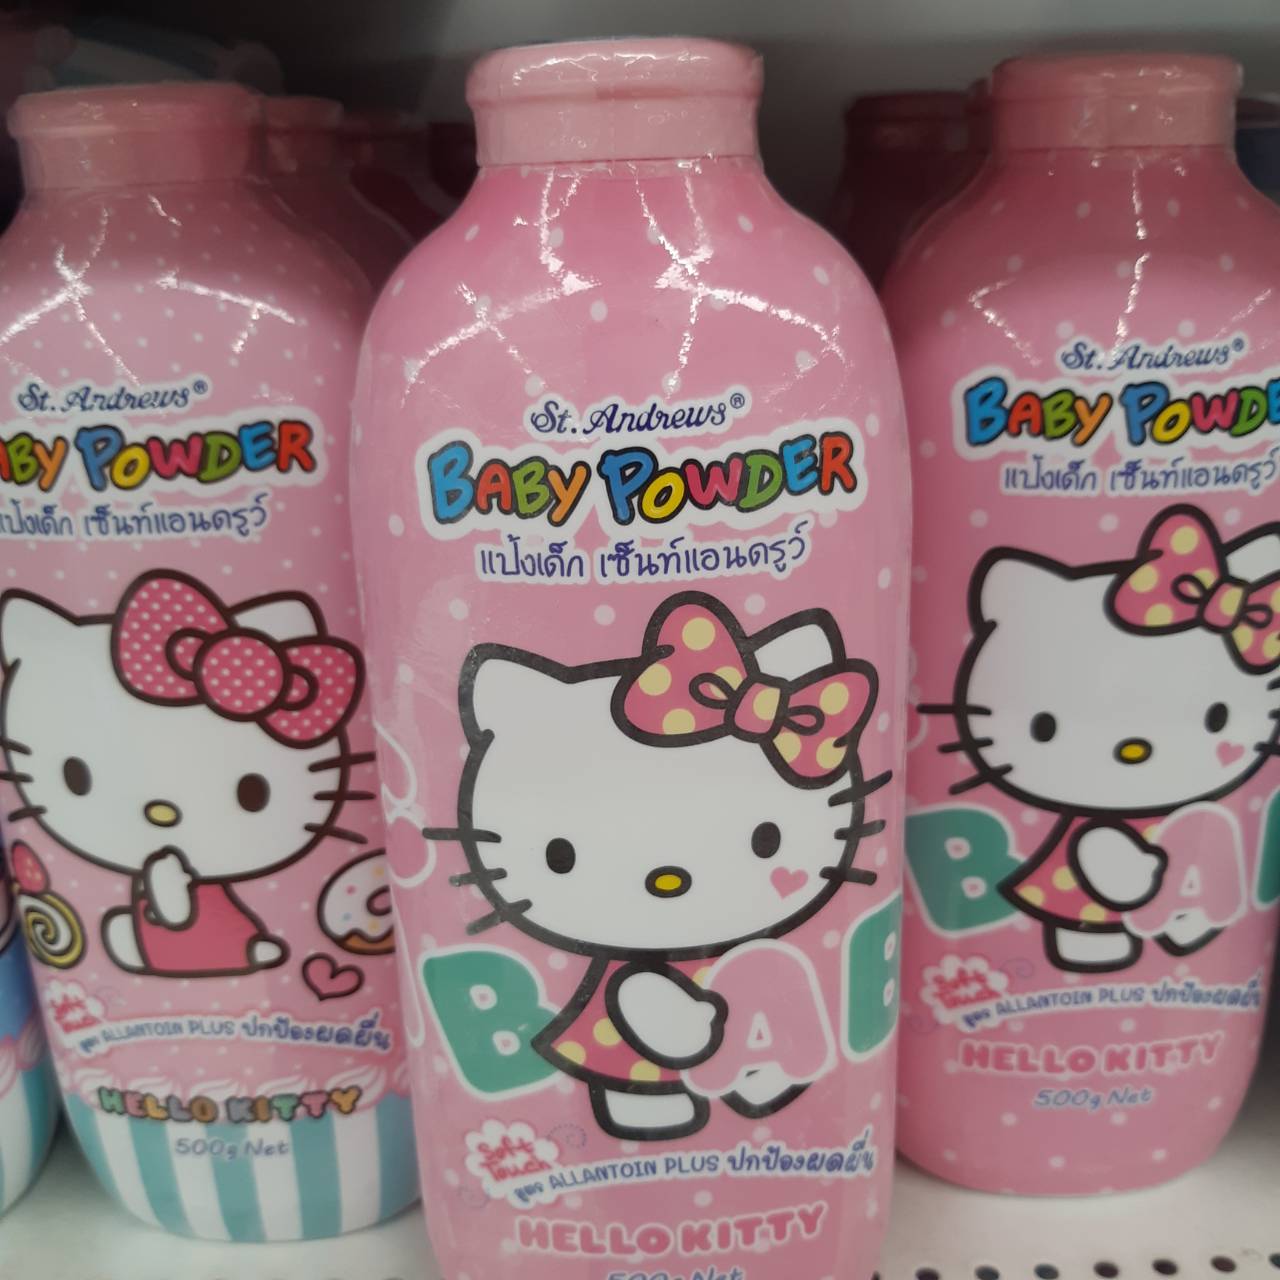 St. Andrews®
BABY POWDER
แป้งเด็ก เซ็นท์แอนดรูว์
Soft
Touch
สูตร ALLANTOIN PLUS ปกป้องผดผื่น
HELLO KITTY
500g Net
St. Andrews®
BABY POWDER
แป้งเด็ก เซ็นท์แอนดรูว์
B A B
Soft
Touch
สูตร ALLANTOIN PLUS ปกป้องผดผื่น
HELLO KITTY
500g Net
St. Andrews®
BABY POWDE
แป้งเด็ก เซ็นท์แอนดรูว์
B A
Soft
Touch
สูตร ALLANTOIN PLUS ปกป้องผดผื่น
HELLO KITTY
500g Net